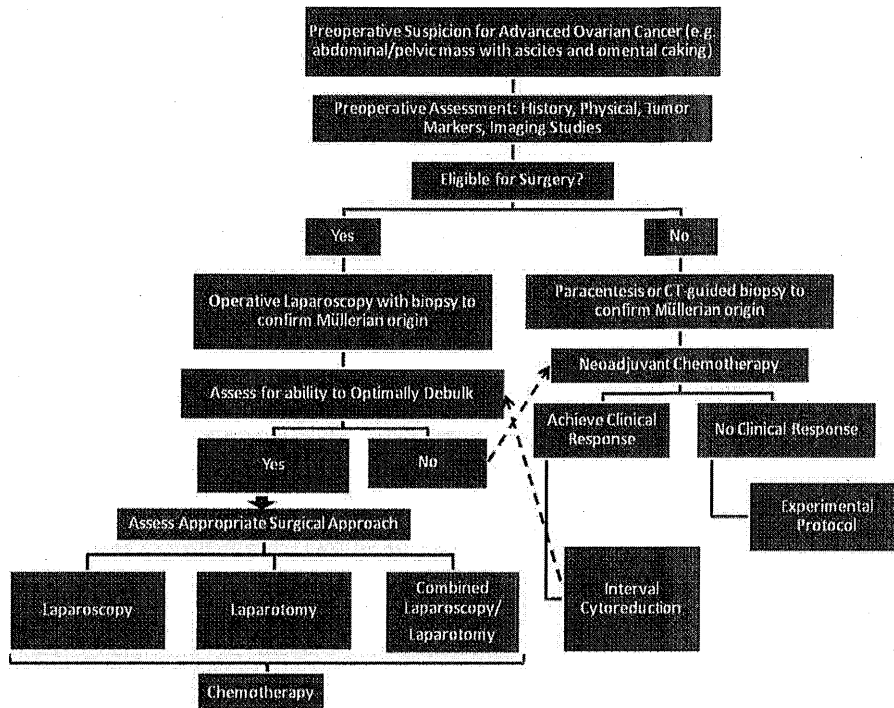 Preoperative Suspicion for Advanced Ovarian Cancer (e.g.
abdominal/pelvic mass with ascites and omental caking)
Preoperative Assessment: History, Physical, Tumor
Markers, Imaging Studies
Eligible for Surgery?
Yes
No
Operative Laparoscopy with biopsy to
confirm Müllerian origin
Paracentesis or CT-guided biopsy to
confirm Müllerian origin
Neoadjuvant Chemotherapy
Assess for ability to Optimally Debulk
Achieve Clinical
Response
No Clinical Response
Yes
No
Experimental
Protocol
Assess Appropriate Surgical Approach
Laparoscopy
Laparotomy
Combined
Laparoscopy/
Laparotomy
Interval
Cytoreduction
Chemotherapy